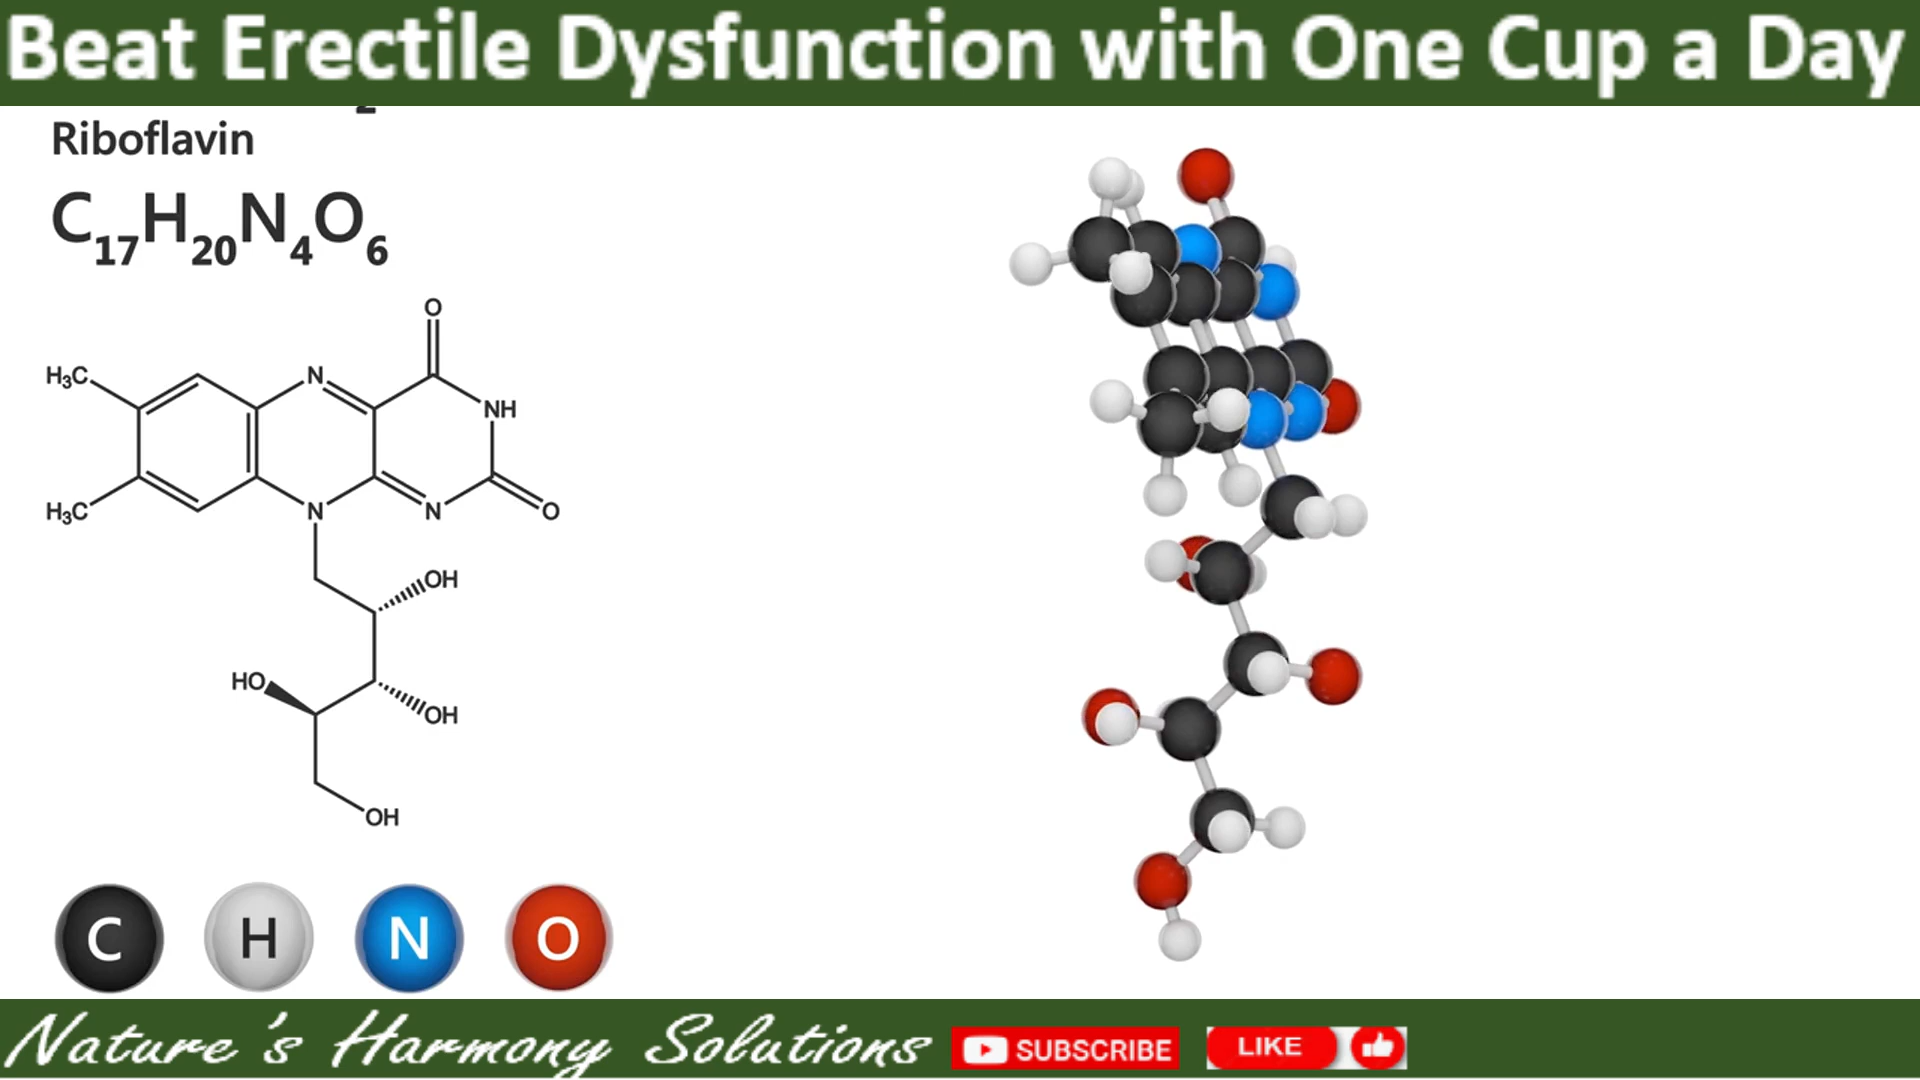 Beat Erectile Dysfunction with One Cup a Day
2
Riboflavin
C17H20N4O6
O
H3C
N
NH
H3C
N
N
O
OH
HO
OH
OH
C H N O
Nature's Harmony Solutions
SUBSCRIBE
LIKE